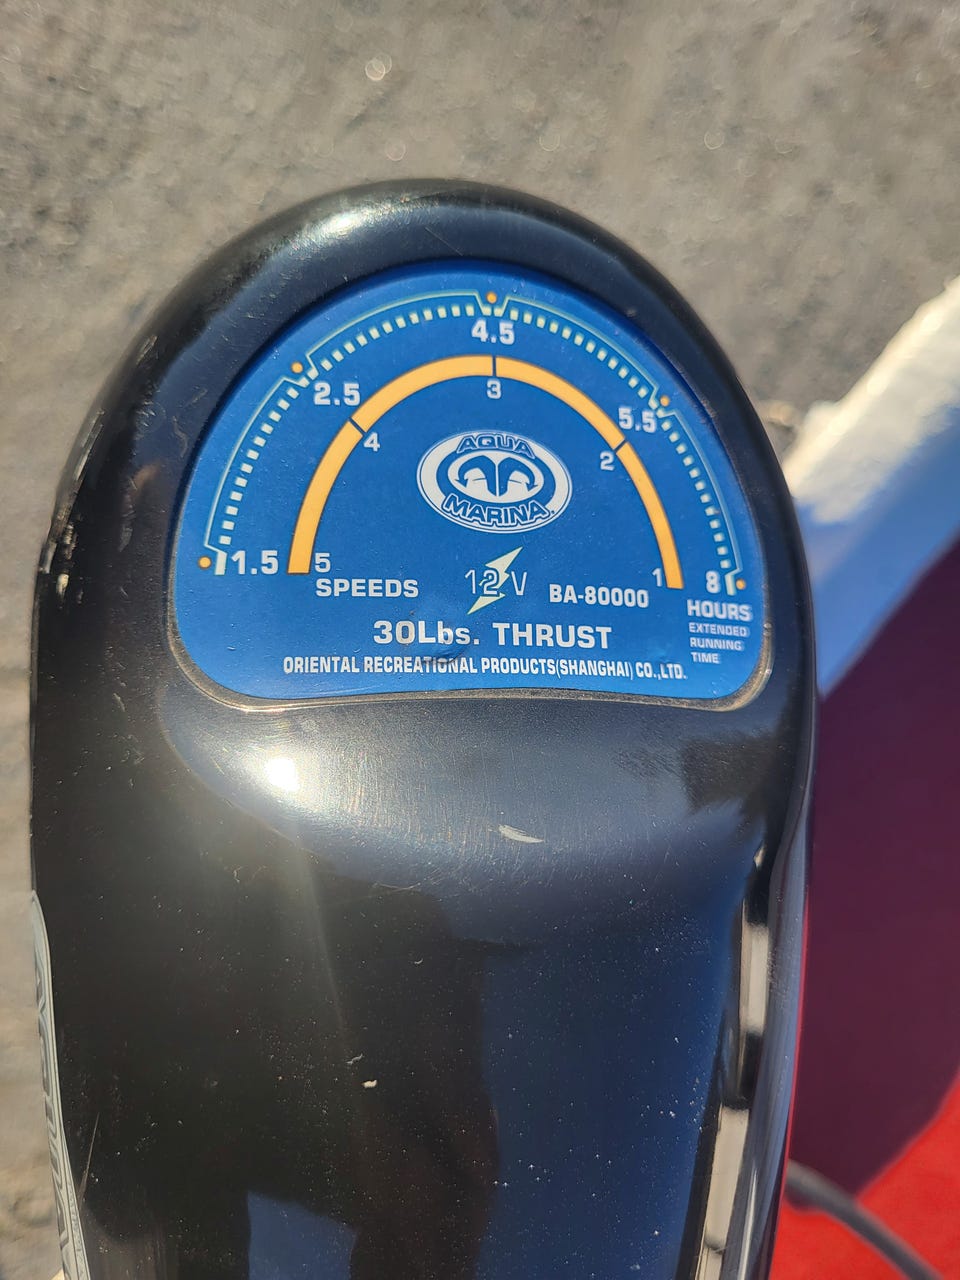 4.5
2.5
5.5
3
4
2
AQUA
MARINA
1.5
5
1
8
SPEEDS
12V
BA-80000
HOURS
EXTENDED
RUNNING
TIME
30Lbs. THRUST
ORIENTAL RECREATIONAL PRODUCTS(SHANGHAI) CO.,LTD.